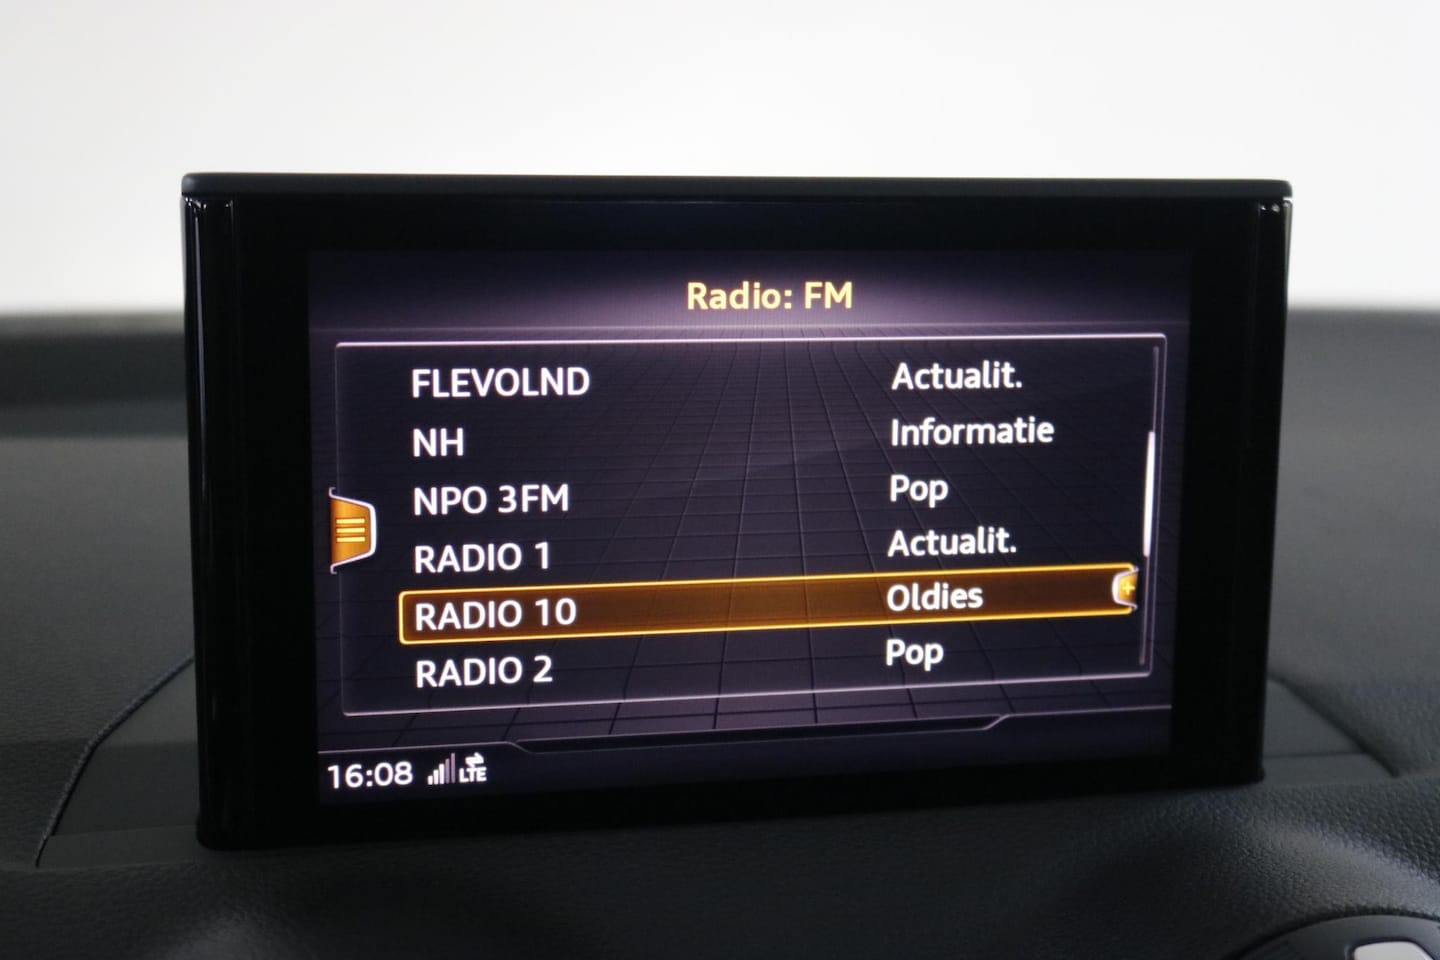 Radio: FM
FLEVOLND Actualit.
NH Informatie
NPO 3FM Pop
RADIO 1 Actualit.
RADIO 10 Oldies
RADIO 2 Pop
16:08 LTE